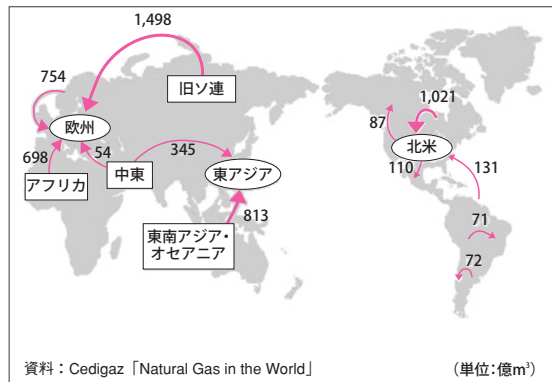 1,498
754
旧ソ連
欧州
698
54
345
中東
アフリカ
東アジア
813
東南アジア・
オセアニア
1,021
87
北米
110
131
71
72
資料：Cedigaz「Natural Gas in the World」
（単位：億m³）